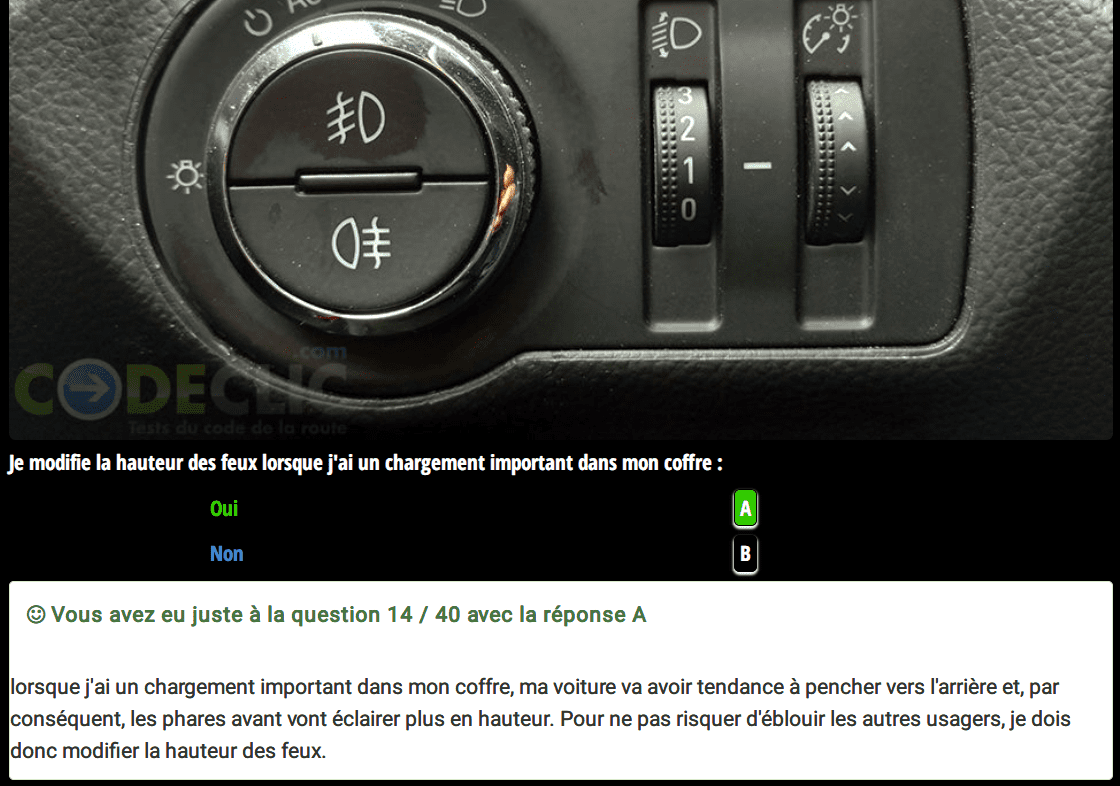 3
2
1
0
CODECLIC
.com
Tests du code de la route
Je modifie la hauteur des feux lorsque j'ai un chargement important dans mon coffre :
Oui A
Non B
Vous avez eu juste à la question 14 / 40 avec la réponse A
lorsque j'ai un chargement important dans mon coffre, ma voiture va avoir tendance à pencher vers l'arrière et, par
conséquent, les phares avant vont éclairer plus en hauteur. Pour ne pas risquer d'éblouir les autres usagers, je dois
donc modifier la hauteur des feux.